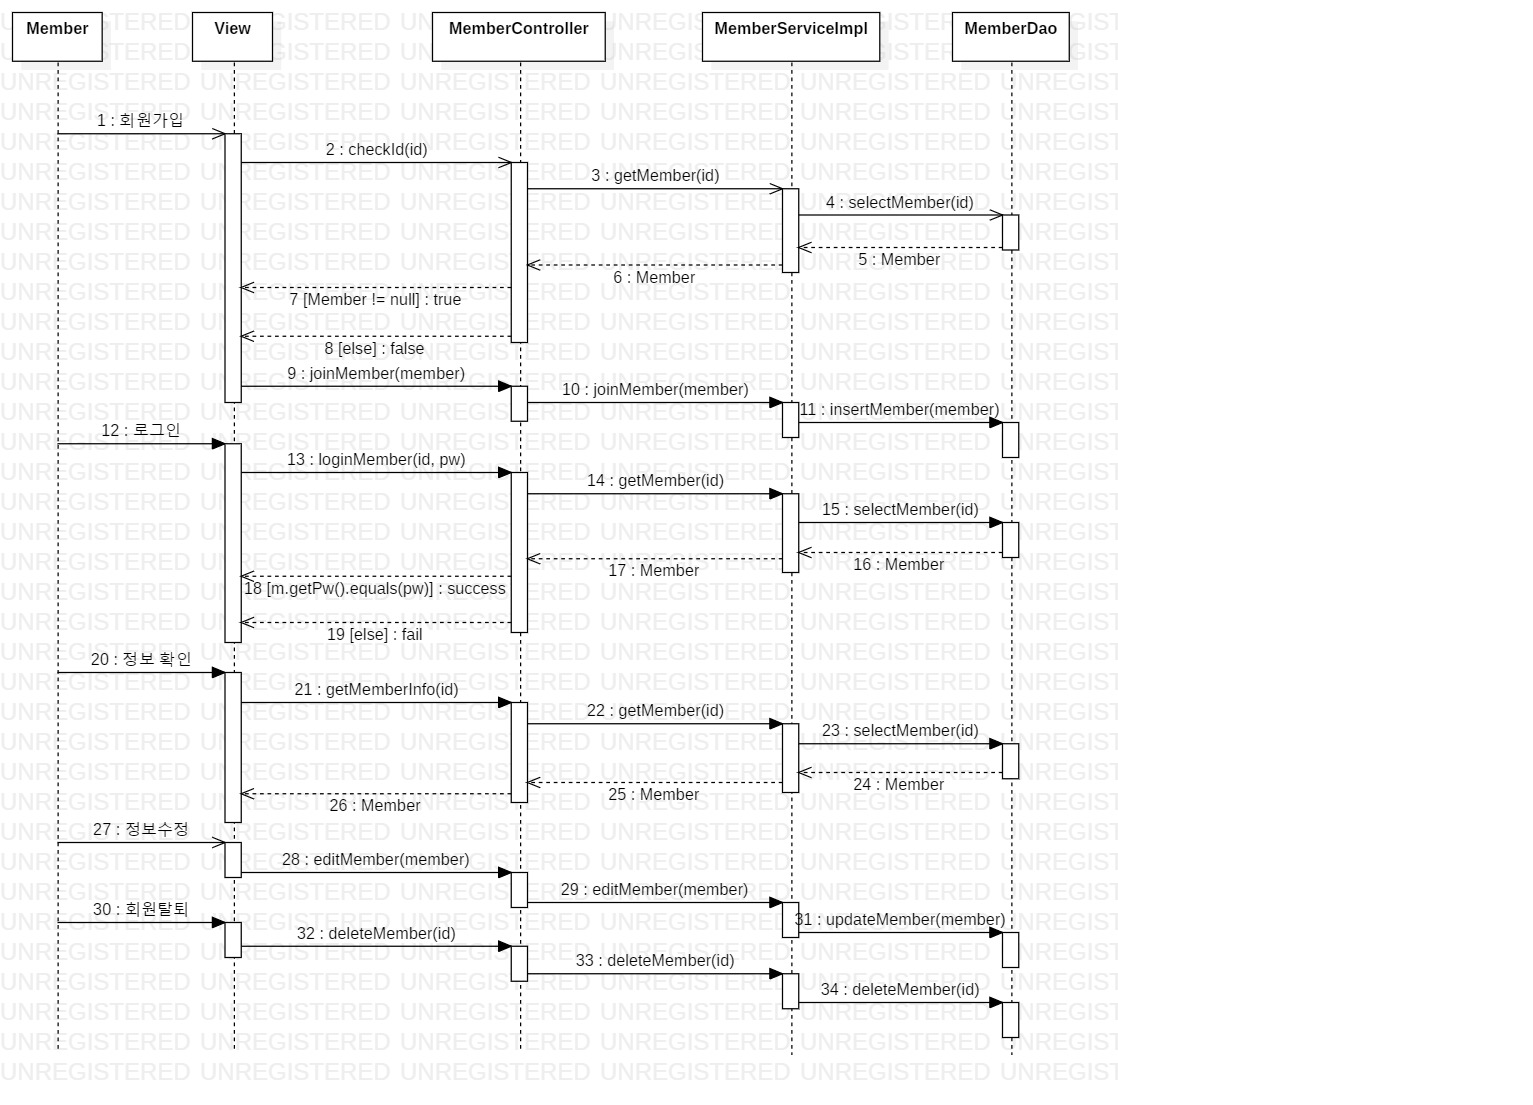 Member
View
MemberController
MemberServiceImpl
MemberDao
1 : 회원가입
2 : checkId(id)
3 : getMember(id)
4 : selectMember(id)
5 : Member
6 : Member
7 [Member != null] : true
8 [else] : false
9 : joinMember(member)
10 : joinMember(member)
11 : insertMember(member)
12 : 로그인
13 : loginMember(id, pw)
14 : getMember(id)
15 : selectMember(id)
16 : Member
17 : Member
18 [m.getPw().equals(pw)] : success
19 [else] : fail
20 : 정보 확인
21 : getMemberInfo(id)
22 : getMember(id)
23 : selectMember(id)
24 : Member
25 : Member
26 : Member
27 : 정보수정
28 : editMember(member)
29 : editMember(member)
30 : 회원탈퇴
31 : updateMember(member)
32 : deleteMember(id)
33 : deleteMember(id)
34 : deleteMember(id)
UNREGISTERED UNREGISTERED UNREGISTERED UNREGISTERED UNREGISTERED UNREGIST